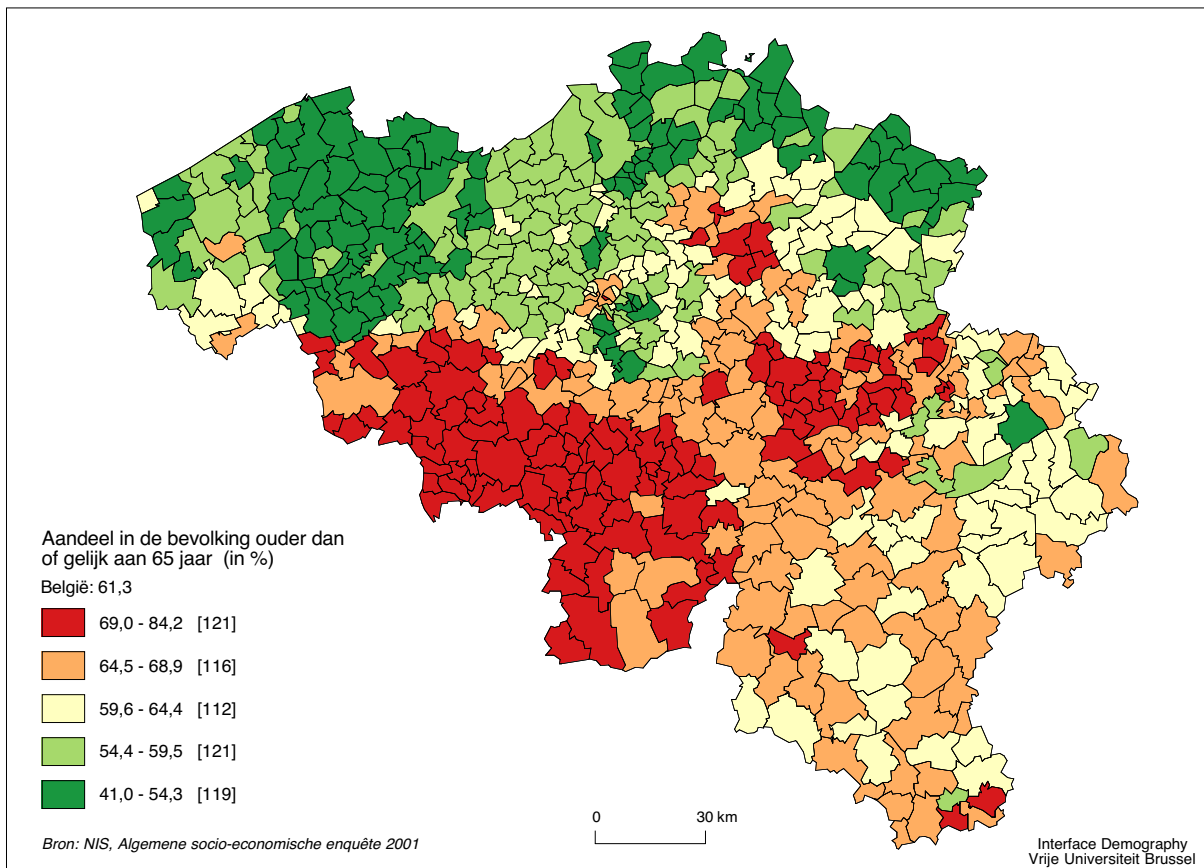 Aandeel in de bevolking ouder dan
of gelijk aan 65 jaar (in %)
België: 61,3
69,0 - 84,2 [121]
64,5 - 68,9 [116]
59,6 - 64,4 [112]
54,4 - 59,5 [121]
41,0 - 54,3 [119]
Bron: NIS, Algemene socio-economische enquête 2001
0 30 km
Interface Demography
Vrije Universiteit Brussel